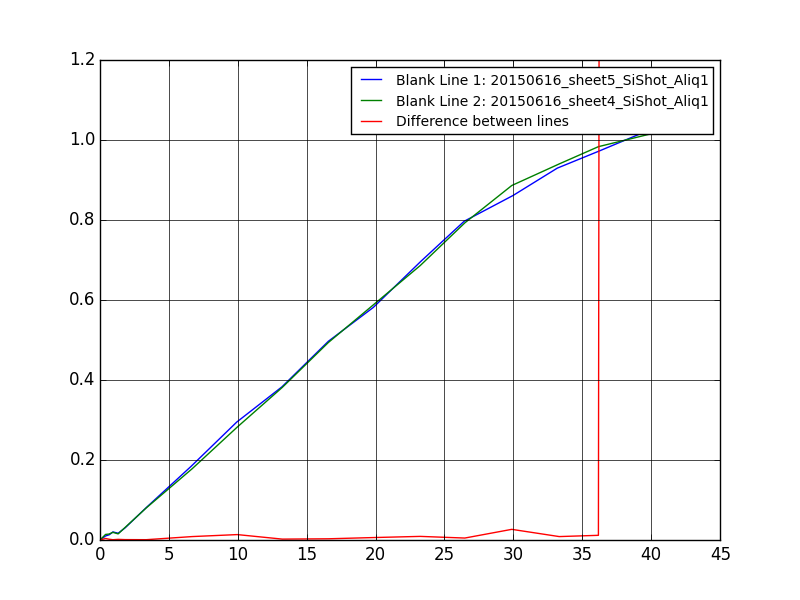 1.2
Blank Line 1: 20150616_sheet5_SiShot_Aliq1
Blank Line 2: 20150616_sheet4_SiShot_Aliq1
Difference between lines
1.0
0.8
0.6
0.4
0.2
0.0
0 5 10 15 20 25 30 35 40 45